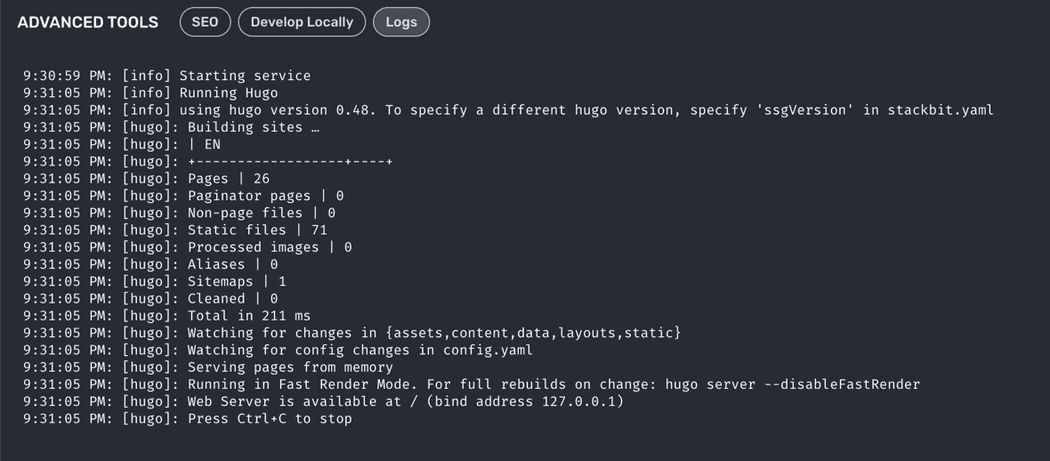 ADVANCED TOOLS SEO Develop Locally Logs
9:30:59 PM: [info] Starting service
9:31:05 PM: [info] Running Hugo
9:31:05 PM: [info] using hugo version 0.48. To specify a different hugo version, specify 'ssgVersion' in stackbit.yaml
9:31:05 PM: [hugo]: Building sites …
9:31:05 PM: [hugo]: | EN
9:31:05 PM: [hugo]: +------------------+----+
9:31:05 PM: [hugo]: Pages | 26
9:31:05 PM: [hugo]: Paginator pages | 0
9:31:05 PM: [hugo]: Non-page files | 0
9:31:05 PM: [hugo]: Static files | 71
9:31:05 PM: [hugo]: Processed images | 0
9:31:05 PM: [hugo]: Aliases | 0
9:31:05 PM: [hugo]: Sitemaps | 1
9:31:05 PM: [hugo]: Cleaned | 0
9:31:05 PM: [hugo]: Total in 211 ms
9:31:05 PM: [hugo]: Watching for changes in {assets,content,data,layouts,static}
9:31:05 PM: [hugo]: Watching for config changes in config.yaml
9:31:05 PM: [hugo]: Serving pages from memory
9:31:05 PM: [hugo]: Running in Fast Render Mode. For full rebuilds on change: hugo server --disableFastRender
9:31:05 PM: [hugo]: Web Server is available at / (bind address 127.0.0.1)
9:31:05 PM: [hugo]: Press Ctrl+C to stop